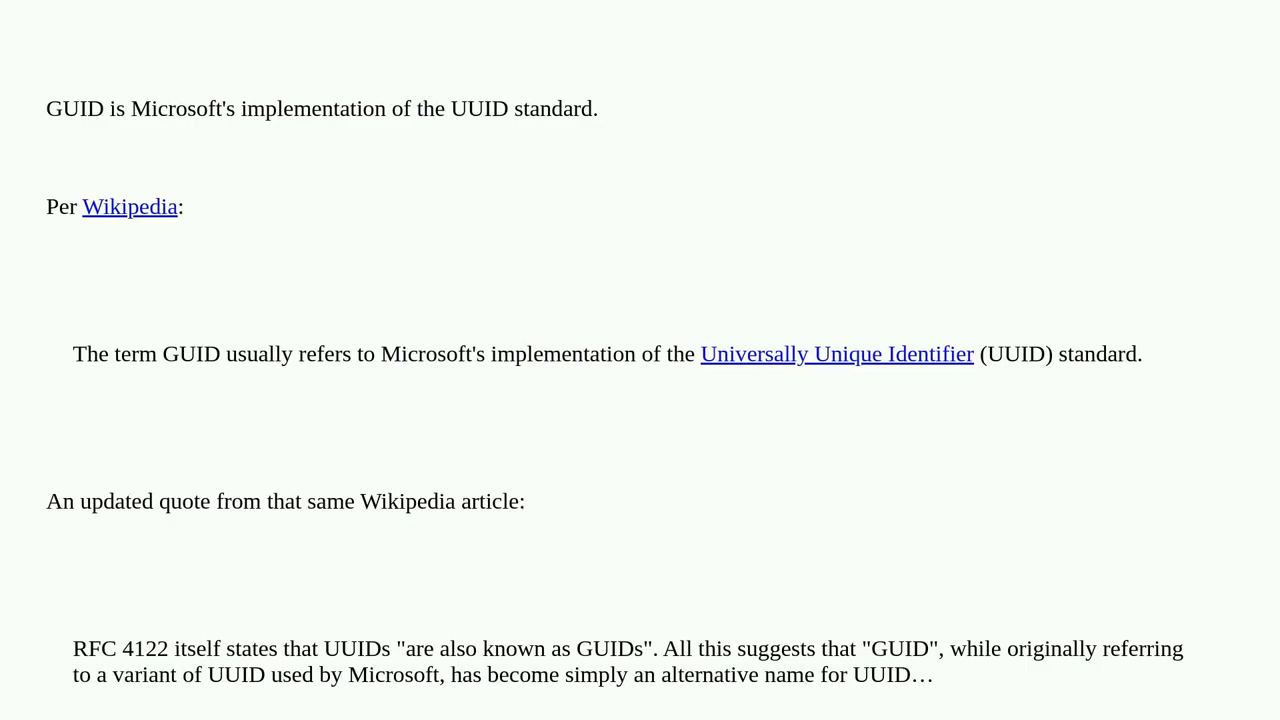 GUID is Microsoft's implementation of the UUID standard.
Per Wikipedia:
The term GUID usually refers to Microsoft's implementation of the Universally Unique Identifier (UUID) standard.
An updated quote from that same Wikipedia article:
RFC 4122 itself states that UUIDs "are also known as GUIDs". All this suggests that "GUID", while originally referring
to a variant of UUID used by Microsoft, has become simply an alternative name for UUID…